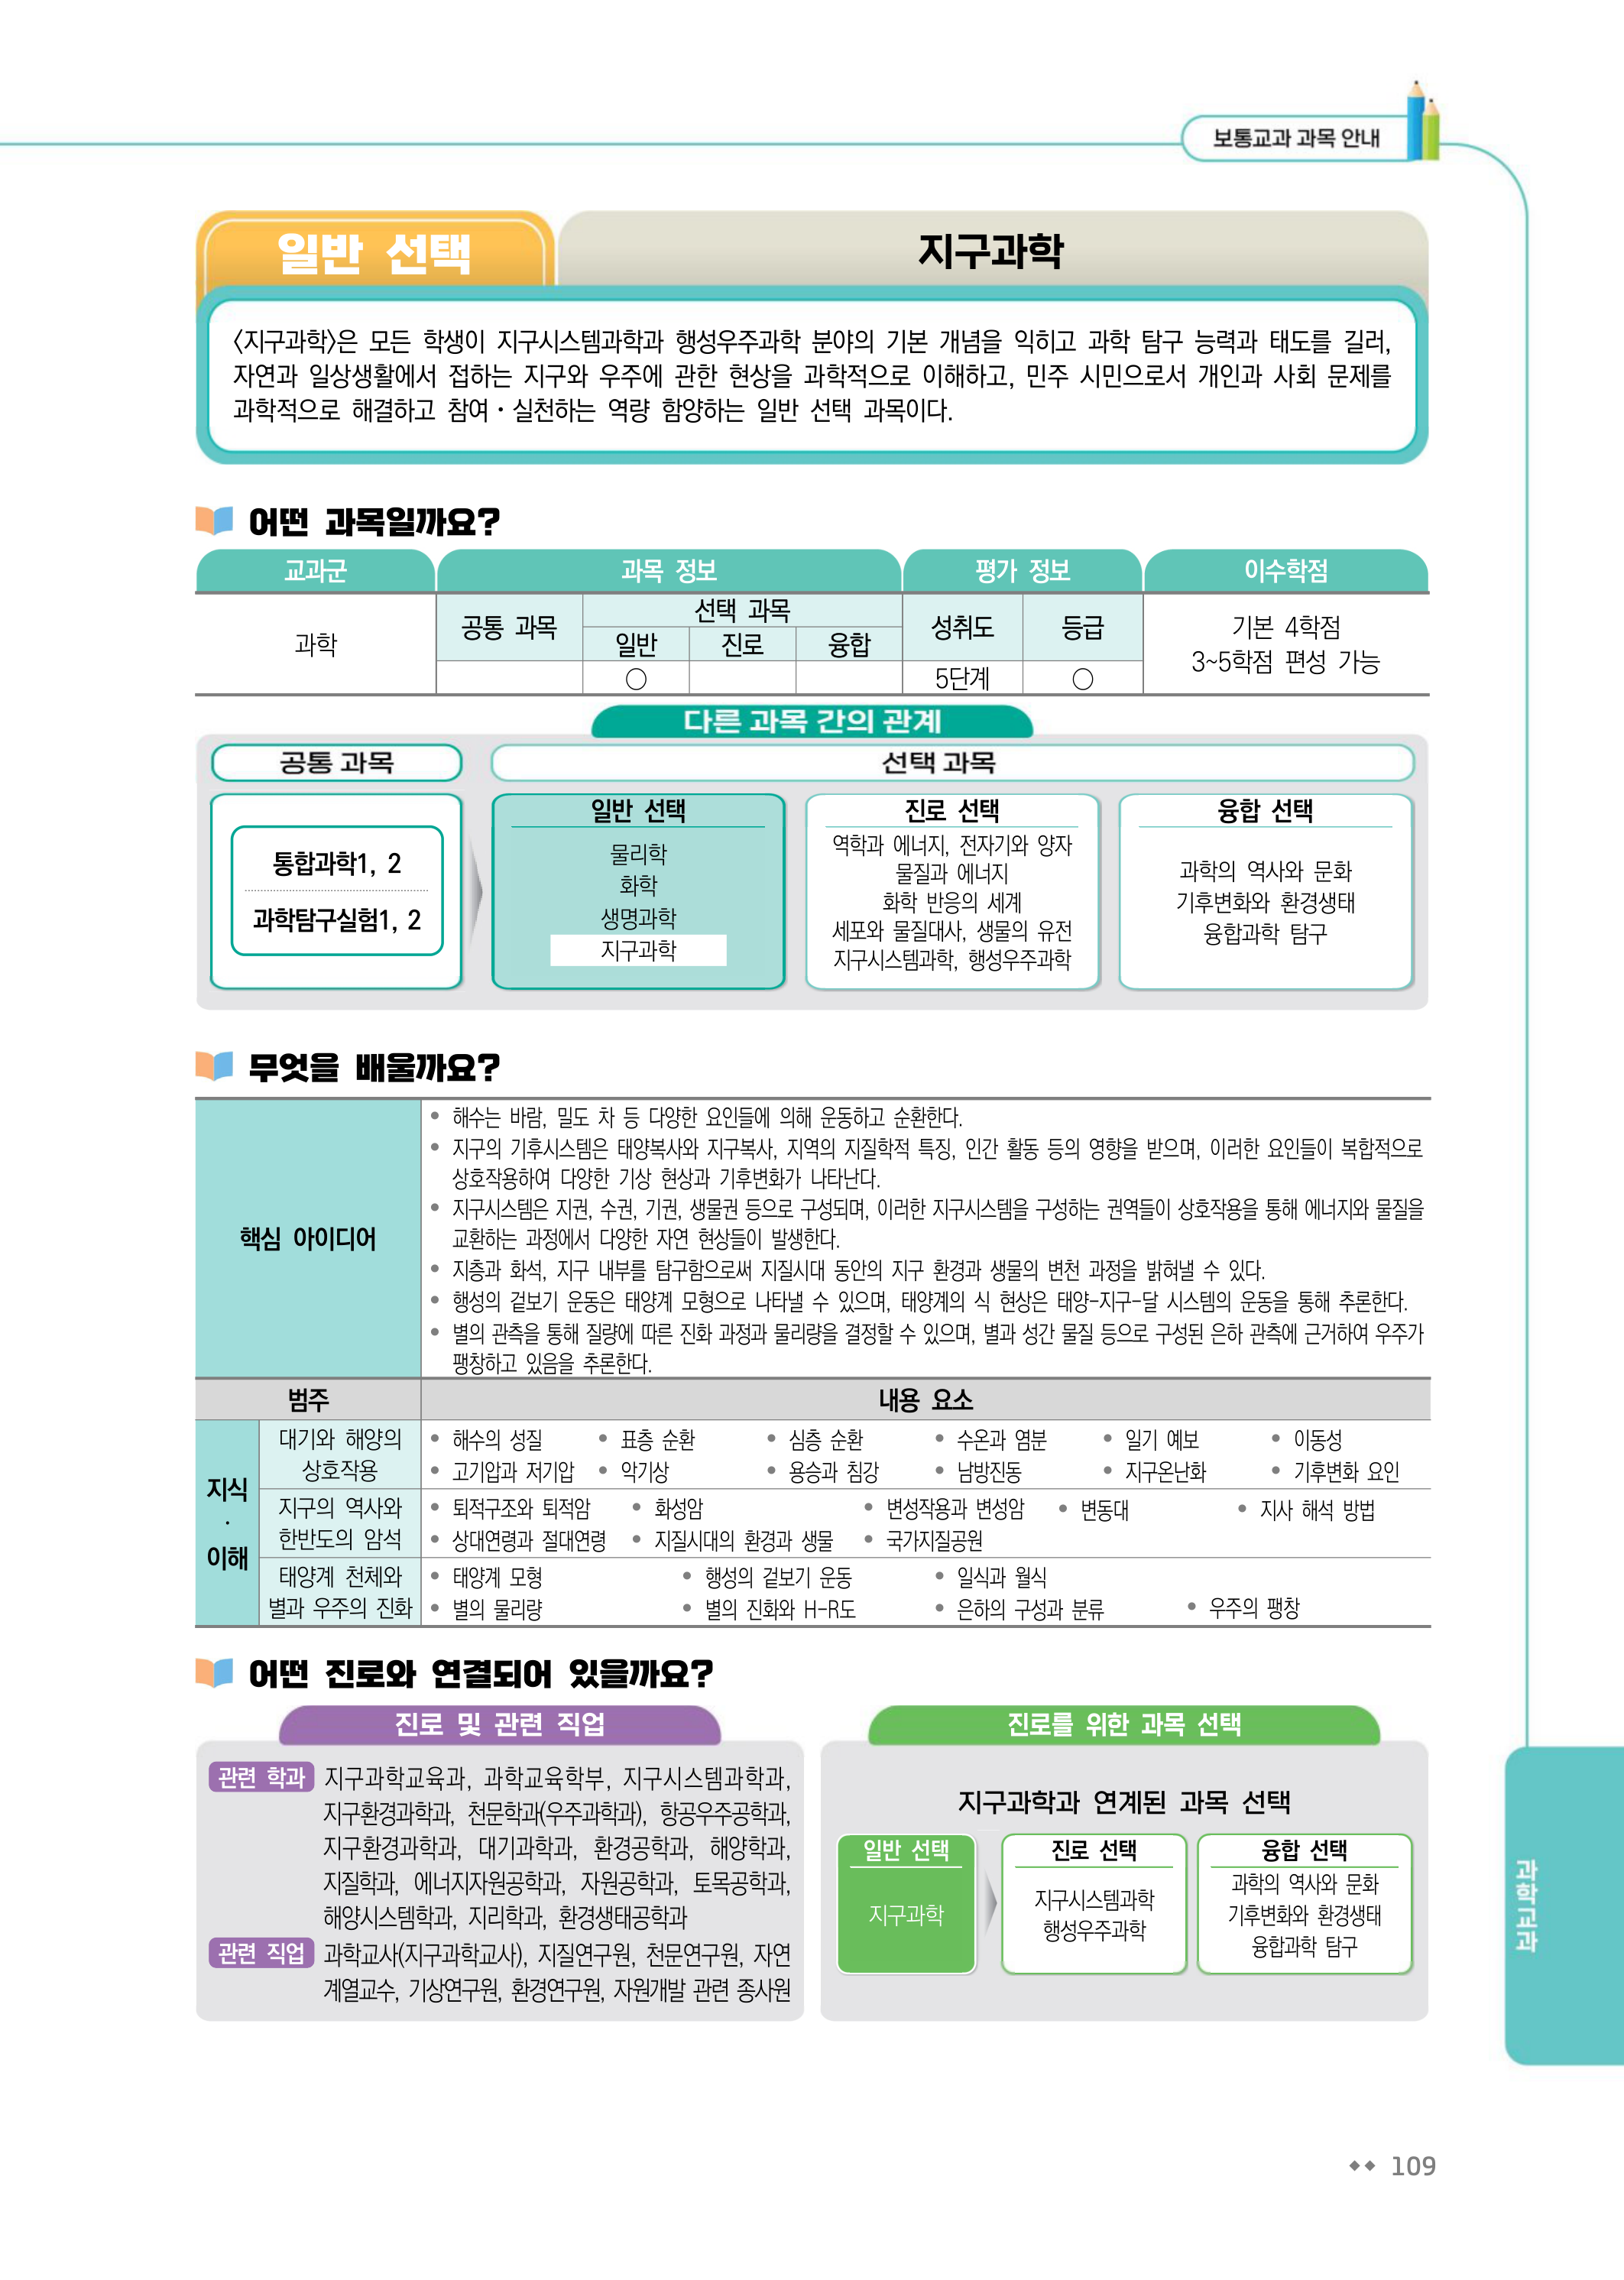 보통교과 과목 안내
일반 선택
지구과학
〈지구과학〉은 모든 학생이 지구시스템과학과 행성우주과학 분야의 기본 개념을 익히고 과학 탐구 능력과 태도를 길러,
자연과 일상생활에서 접하는 지구와 우주에 관한 현상을 과학적으로 이해하고, 민주 시민으로서 개인과 사회 문제를
과학적으로 해결하고 참여·실천하는 역량 함양하는 일반 선택 과목이다.
어떤 과목일까요?
교과군 과목 정보 평가 정보 이수학점
과학 공통 과목 선택 과목 성취도 등급 기본 4학점
일반 진로 융합 3~5학점 편성 가능
○ 5단계 ○
다른 과목 간의 관계
공통 과목 선택 과목
통합과학1, 2
과학탐구실험1, 2
일반 선택
물리학
화학
생명과학
지구과학
진로 선택
역학과 에너지, 전자기와 양자
물질과 에너지
화학 반응의 세계
세포와 물질대사, 생물의 유전
지구시스템과학, 행성우주과학
융합 선택
과학의 역사와 문화
기후변화와 환경생태
융합과학 탐구
무엇을 배울까요?
핵심 아이디어
• 해수는 바람, 밀도 차 등 다양한 요인들에 의해 운동하고 순환한다.
• 지구의 기후시스템은 태양복사와 지구복사, 지역의 지질학적 특징, 인간 활동 등의 영향을 받으며, 이러한 요인들이 복합적으로
상호작용하여 다양한 기상 현상과 기후변화가 나타난다.
• 지구시스템은 지권, 수권, 기권, 생물권 등으로 구성되며, 이러한 지구시스템을 구성하는 권역들이 상호작용을 통해 에너지와 물질을
교환하는 과정에서 다양한 자연 현상들이 발생한다.
• 지층과 화석, 지구 내부를 탐구함으로써 지질시대 동안의 지구 환경과 생물의 변천 과정을 밝혀낼 수 있다.
• 행성의 겉보기 운동은 태양계 모형으로 나타낼 수 있으며, 태양계의 식 현상은 태양-지구-달 시스템의 운동을 통해 추론한다.
• 별의 관측을 통해 질량에 따른 진화 과정과 물리량을 결정할 수 있으며, 별과 성간 물질 등으로 구성된 은하 관측에 근거하여 우주가
팽창하고 있음을 추론한다.
범주 내용 요소
지식
·
이해
대기와 해양의
상호작용
• 해수의 성질 • 표층 순환 • 심층 순환 • 수온과 염분 • 일기 예보 • 이동성
• 고기압과 저기압 • 악기상 • 용승과 침강 • 남방진동 • 지구온난화 • 기후변화 요인
지구의 역사와
한반도의 암석
• 퇴적구조와 퇴적암 • 화성암 • 변성작용과 변성암 • 변동대 • 지사 해석 방법
• 상대연령과 절대연령 • 지질시대의 환경과 생물 • 국가지질공원
태양계 천체와
별과 우주의 진화
• 태양계 모형 • 행성의 겉보기 운동 • 일식과 월식
• 별의 물리량 • 별의 진화와 H-R도 • 은하의 구성과 분류 • 우주의 팽창
어떤 진로와 연결되어 있을까요?
진로 및 관련 직업
관련 학과 지구과학교육과, 과학교육학부, 지구시스템과학과,
지구환경과학과, 천문학과(우주과학과), 항공우주공학과,
지구환경과학과, 대기과학과, 환경공학과, 해양학과,
지질학과, 에너지자원공학과, 자원공학과, 토목공학과,
해양시스템학과, 지리학과, 환경생태공학과
관련 직업 과학교사(지구과학교사), 지질연구원, 천문연구원, 자연
계열교수, 기상연구원, 환경연구원, 자원개발 관련 종사원
진로를 위한 과목 선택
지구과학과 연계된 과목 선택
일반 선택
지구과학
진로 선택
지구시스템과학
행성우주과학
융합 선택
과학의 역사와 문화
기후변화와 환경생태
융합과학 탐구
과학교과
109